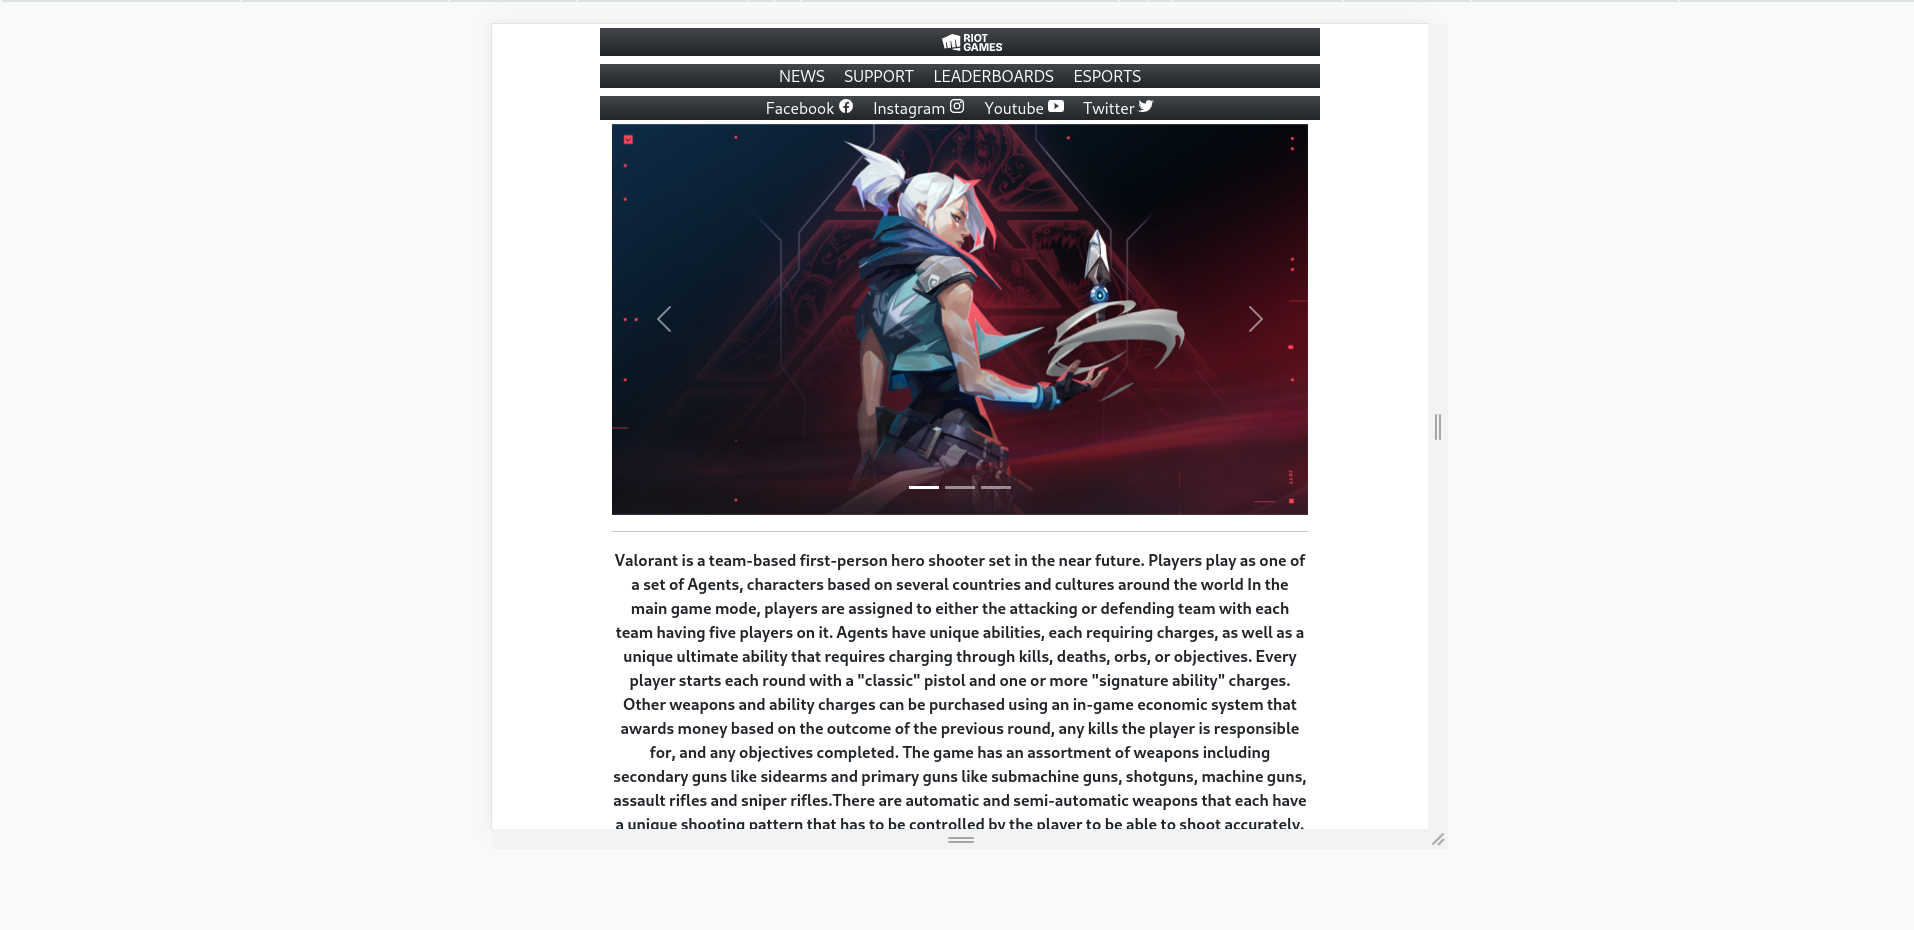 RIOT
GAMES
NEWS SUPPORT LEADERBOARDS ESPORTS
Facebook Instagram Youtube Twitter
Valorant is a team-based first-person hero shooter set in the near future. Players play as one of
a set of Agents, characters based on several countries and cultures around the world In the
main game mode, players are assigned to either the attacking or defending team with each
team having five players on it. Agents have unique abilities, each requiring charges, as well as a
unique ultimate ability that requires charging through kills, deaths, orbs, or objectives. Every
player starts each round with a "classic" pistol and one or more "signature ability" charges.
Other weapons and ability charges can be purchased using an in-game economic system that
awards money based on the outcome of the previous round, any kills the player is responsible
for, and any objectives completed. The game has an assortment of weapons including
secondary guns like sidearms and primary guns like submachine guns, shotguns, machine guns,
assault rifles and sniper rifles.There are automatic and semi-automatic weapons that each have
a unique shooting pattern that has to be controlled by the player to be able to shoot accurately.